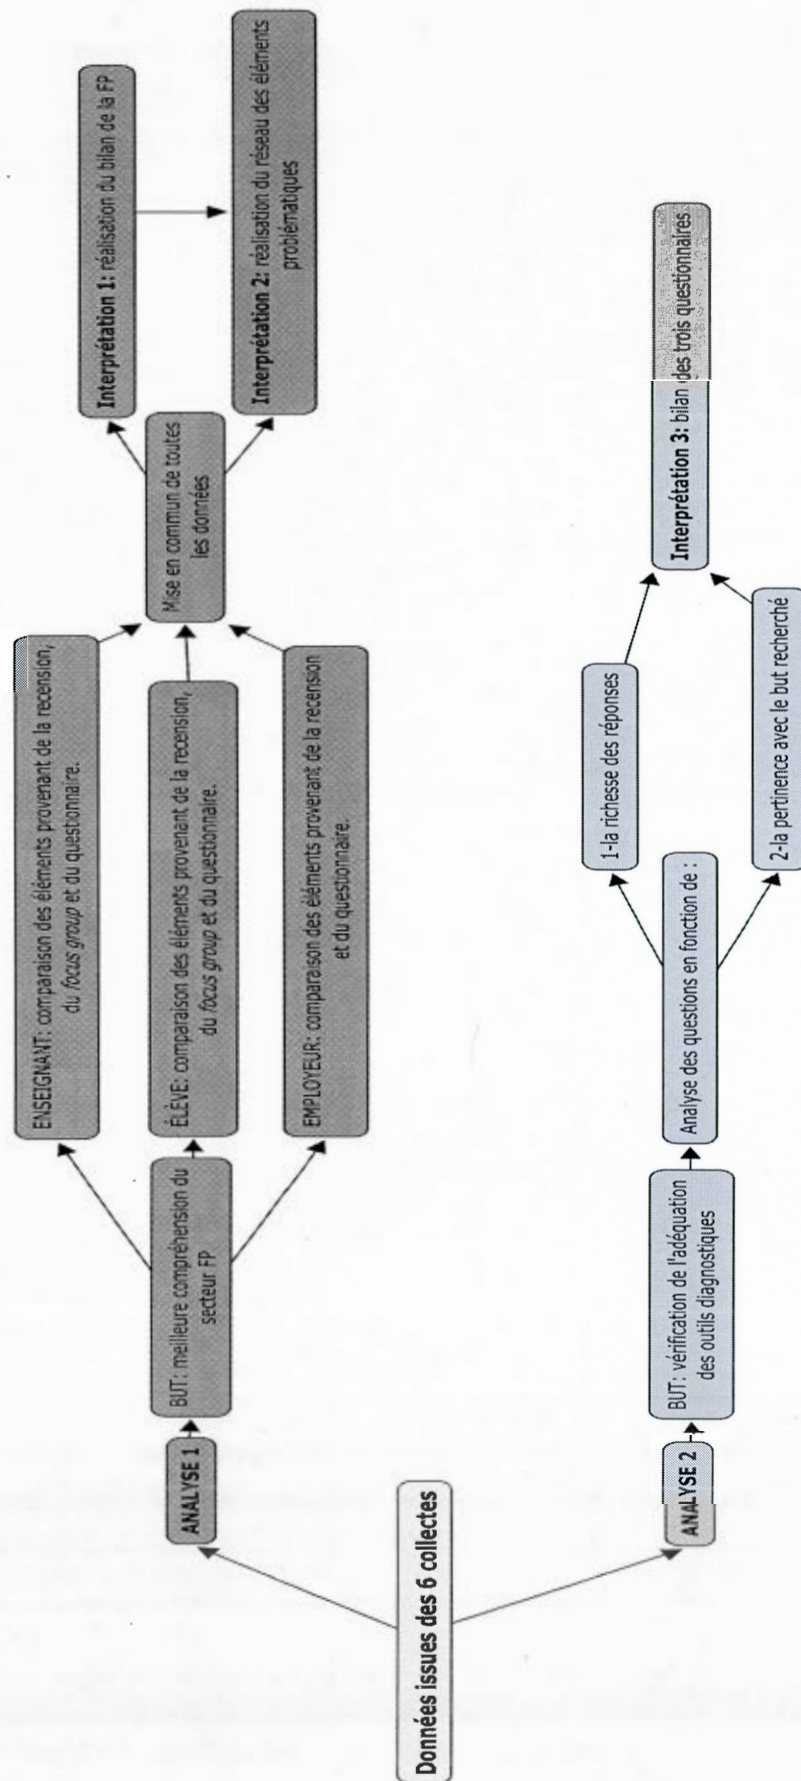 Données issues des 6 collectes
ANALYSE 1
BUT: meilleure compréhension du
secteur FP
ENSEIGNANT: comparaison des éléments provenant de la recension,
du focus group et du questionnaire.
ÉLÈVE: comparaison des éléments provenant de la recension,
du focus group et du questionnaire.
EMPLOYEUR: comparaison des éléments provenant de la recension
et du questionnaire.
Mise en commun de toutes
les données
Interprétation 1: réalisation du bilan de la FP
Interprétation 2: réalisation du réseau des éléments
problématiques
ANALYSE 2
BUT: vérification de l'adéquation
des outils diagnostiques
Analyse des questions en fonction de :
1-la richesse des réponses
2-la pertinence avec le but recherché
Interprétation 3: bilan des trois questionnaires